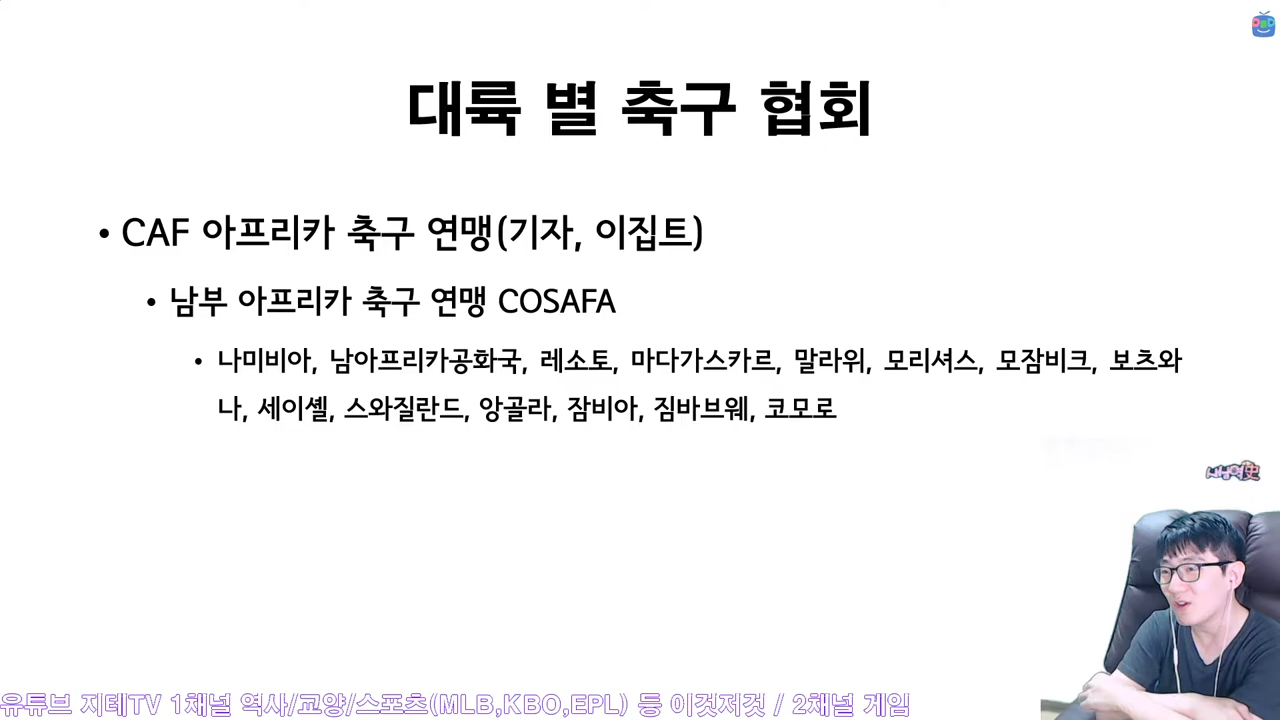 대륙 별 축구 협회
• CAF 아프리카 축구 연맹(기자, 이집트)
• 남부 아프리카 축구 연맹 COSAFA
• 나미비아, 남아프리카공화국, 레소토, 마다가스카르, 말라위, 모리셔스, 모잠비크, 보츠와
나, 세이셸, 스와질란드, 앙골라, 잠비아, 짐바브웨, 코모로
유튜브 지테TV 1채널 역사/교양/스포츠(MLB,KBO,EPL) 등 이것저것 / 2채널 게임